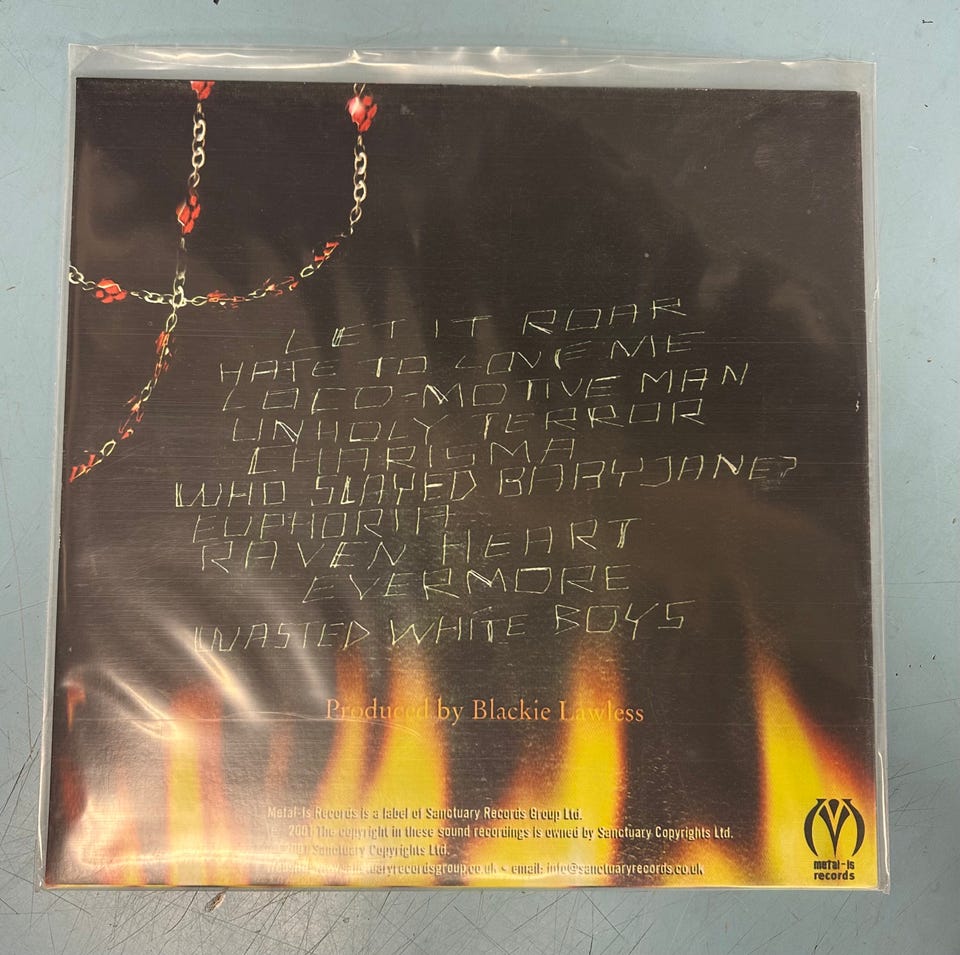 LET IT ROAR
HATE TO LOVE ME
LOCO-MOTIVE MAN
UNHOLY TERROR
CHARISMA
WHO SLAYED BABY JANE?
EUPHORIA
RAVEN HEART
EVERMORE
WASTED WHITE BOYS
Produced by Blackie Lawless
Metal-Is Records is a label of Sanctuary Records Group Ltd.
2001 The copyright in these sound recordings is owned by Sanctuary Copyrights Ltd.
Sanctuary Copyrights Ltd.
email: info@sanctuaryrecords.co.uk
metal-is
records